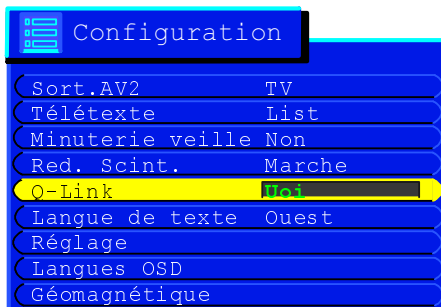 Configuration
Sort.AV2 TV
Télétexte List
Minuterie veille Non
Red. Scint. Marche
Q-Link Uoi
Langue de texte Ouest
Réglage
Langues OSD
Géomagnétique